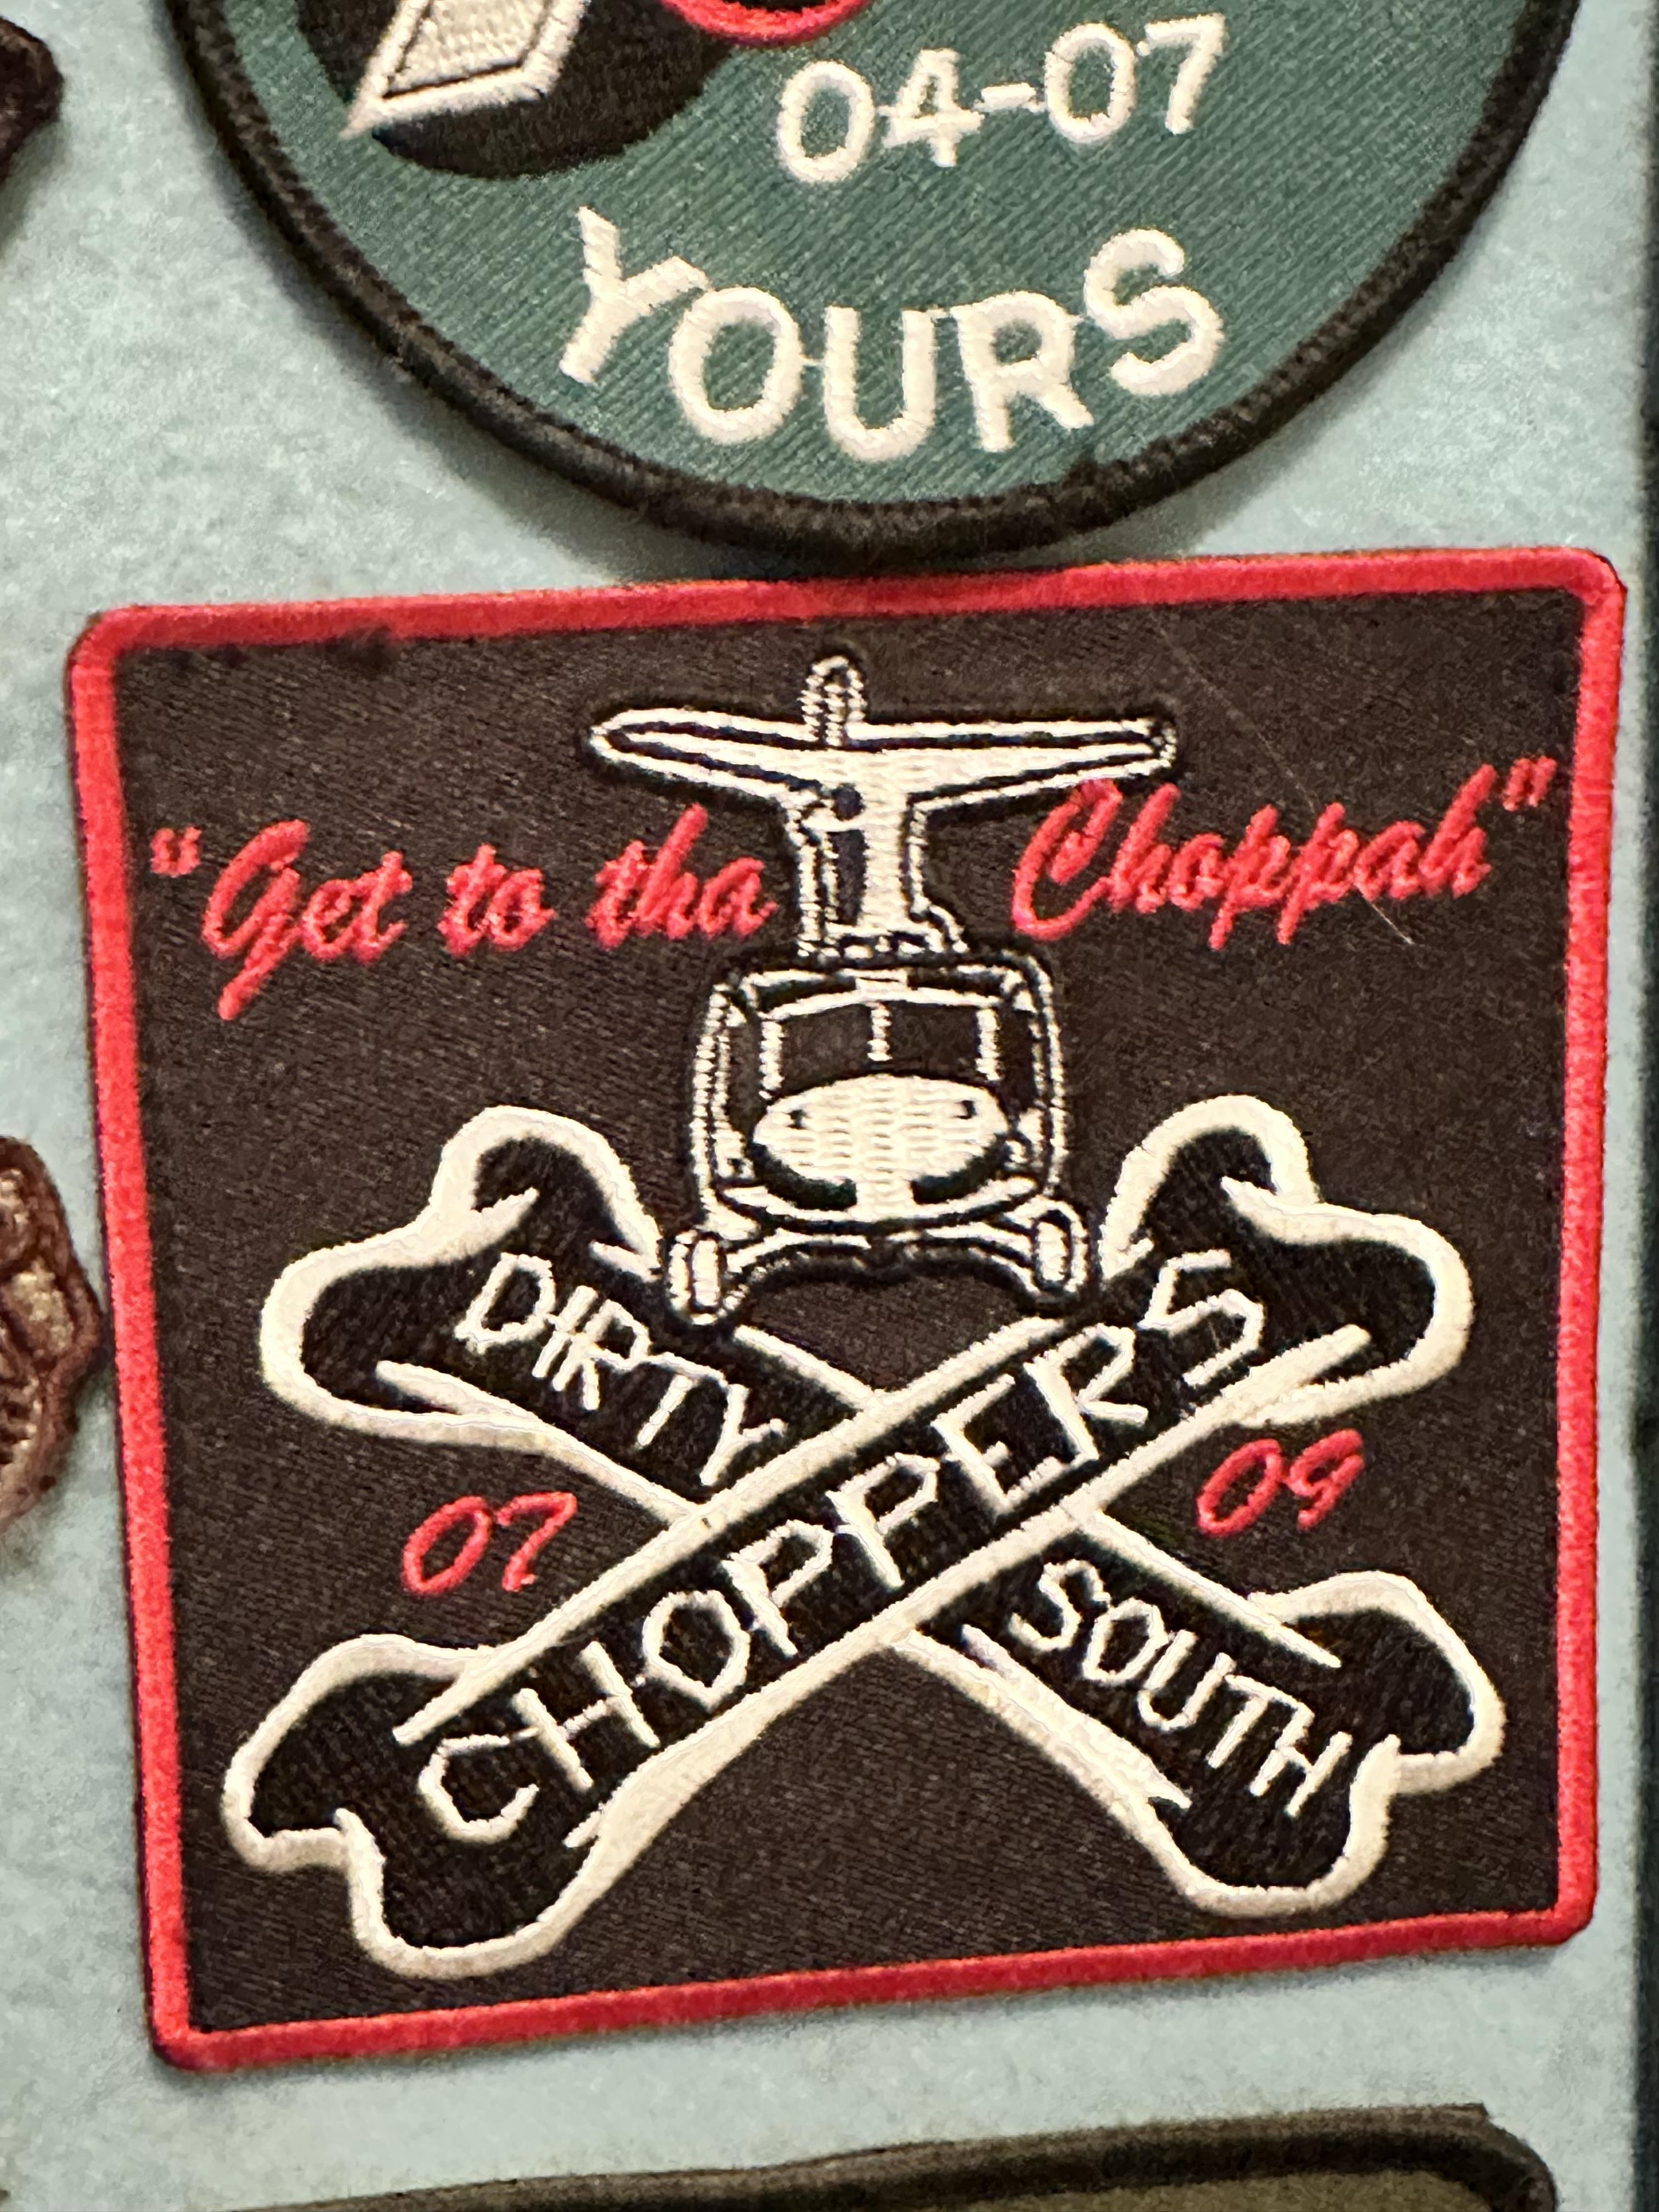 04-07
YOURS
"Get to tha Choppah"
DIRTY
CHOPPERS
SOUTH
07
09